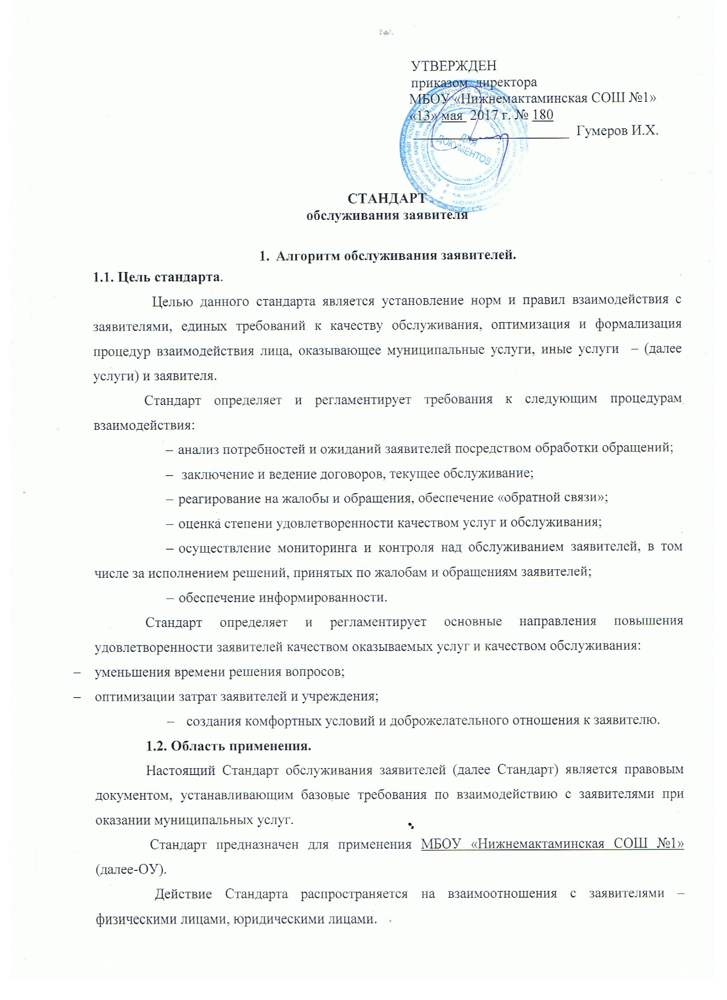 УТВЕРЖДЕН
приказом директора
МБОУ «Нижнемактаминская СОШ №1»
«13» мая 2017 г. № 180
Гумеров И.Х.
ДЛЯ
ДОКУМЕНТОВ
СТАНДАРТ
обслуживания заявителя
1. Алгоритм обслуживания заявителей.
1.1. Цель стандарта.
Целью данного стандарта является установление норм и правил взаимодействия с
заявителями, единых требований к качеству обслуживания, оптимизация и формализация
процедур взаимодействия лица, оказывающее муниципальные услуги, иные услуги – (далее
услуги) и заявителя.
Стандарт определяет и регламентирует требования к следующим процедурам
взаимодействия:
– анализ потребностей и ожиданий заявителей посредством обработки обращений;
– заключение и ведение договоров, текущее обслуживание;
– реагирование на жалобы и обращения, обеспечение «обратной связи»;
– оценка степени удовлетворенности качеством услуг и обслуживания;
– осуществление мониторинга и контроля над обслуживанием заявителей, в том
числе за исполнением решений, принятых по жалобам и обращениям заявителей;
– обеспечение информированности.
Стандарт определяет и регламентирует основные направления повышения
удовлетворенности заявителей качеством оказываемых услуг и качеством обслуживания:
– уменьшения времени решения вопросов;
– оптимизации затрат заявителей и учреждения;
– создания комфортных условий и доброжелательного отношения к заявителю.
1.2. Область применения.
Настоящий Стандарт обслуживания заявителей (далее Стандарт) является правовым
документом, устанавливающим базовые требования по взаимодействию с заявителями при
оказании муниципальных услуг.
Стандарт предназначен для применения МБОУ «Нижнемактаминская СОШ №1»
(далее-ОУ).
Действие Стандарта распространяется на взаимоотношения с заявителями –
физическими лицами, юридическими лицами.